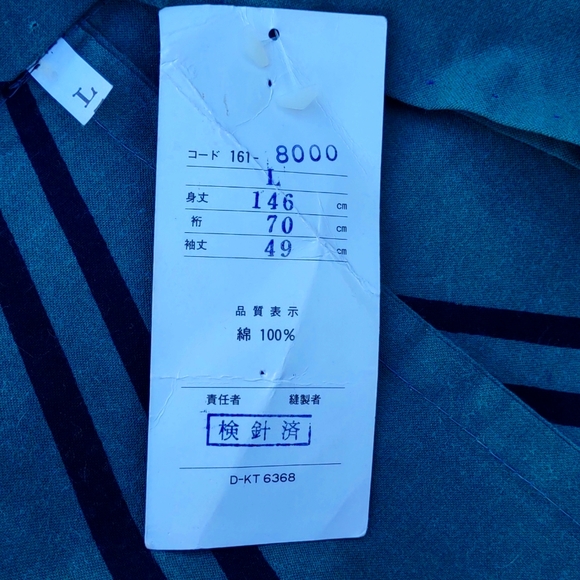 L
コード 161- 8000
L
身丈 146 cm
裄 70 cm
袖丈 49 cm
品質表示
綿 100%
責任者 縫製者
検針済
D-KT 6368